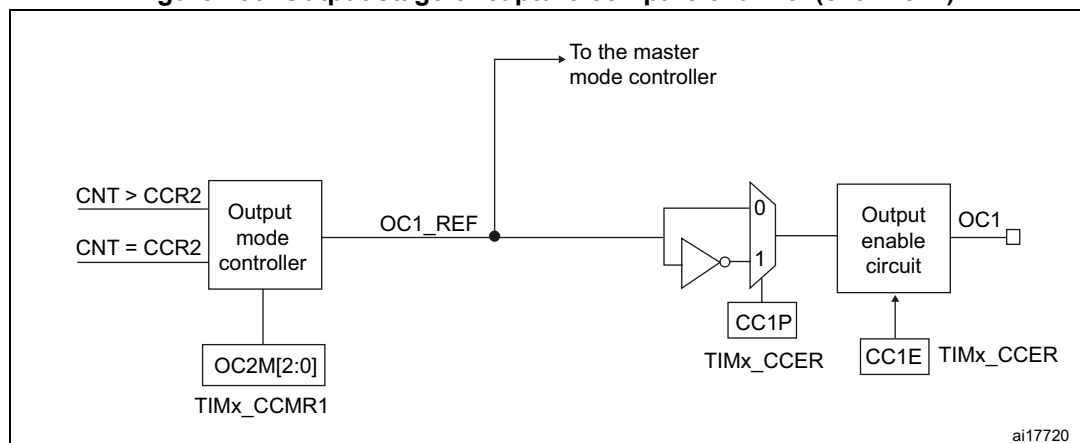 To the master
mode controller
CNT > CCR2
CNT = CCR2
Output
mode
controller
OC1_REF
0
1
Output
enable
circuit
OC1
CC1P
TIMx_CCER
CC1E
TIMx_CCER
OC2M[2:0]
TIMx_CCMR1
ai17720